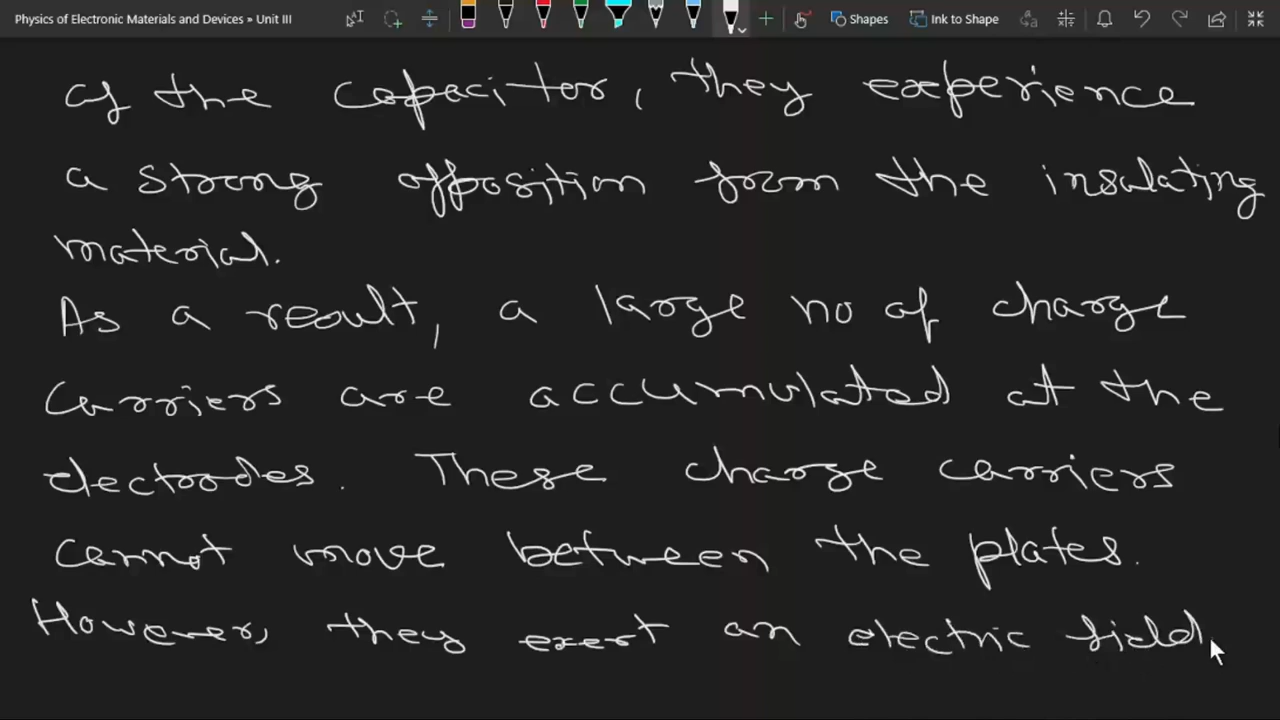 Physics of Electronic Materials and Devices » Unit III
Shapes
Ink to Shape
of the capacitor, they experience
a strong opposition from the insulating
material.
As a result, a large no of charge
carriers are accumulated at the
electrodes. These charge carriers
cannot move between the plates.
However, they exert an electric field